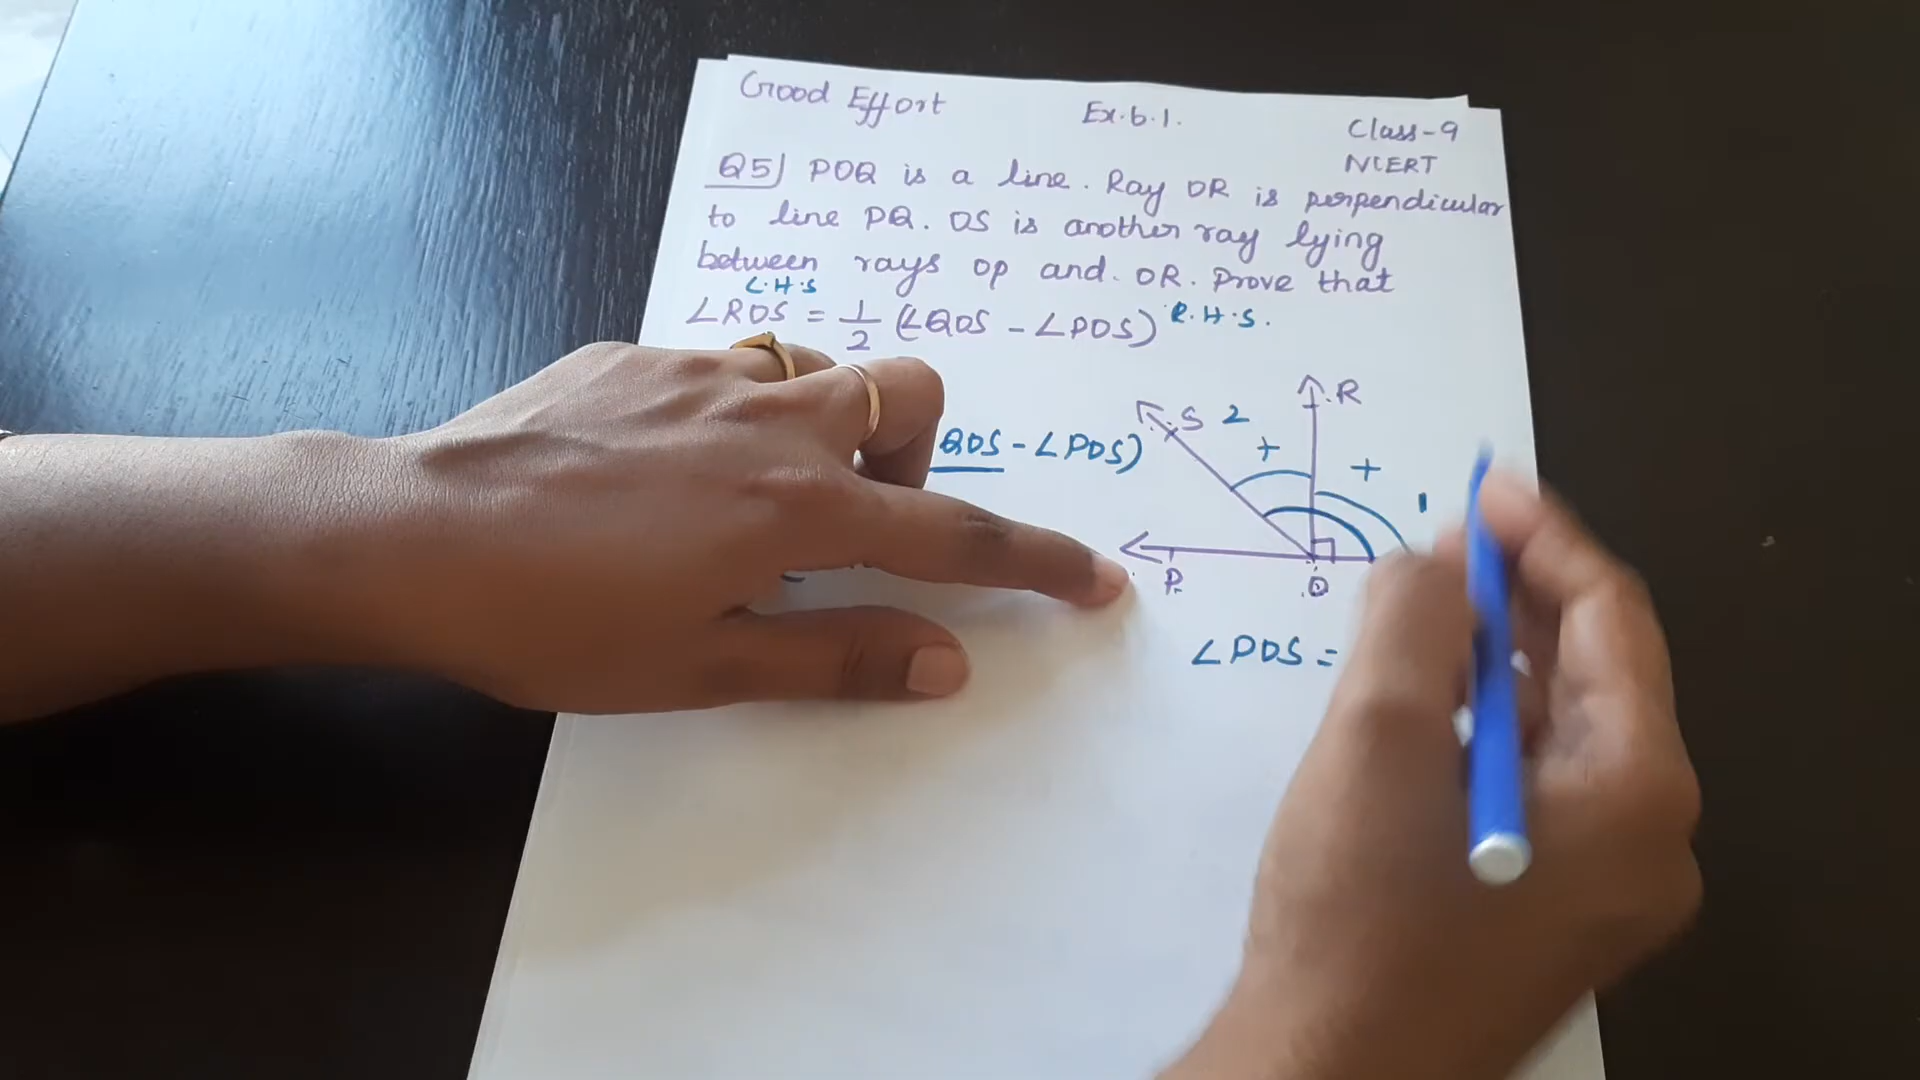 Good Effort
Ex.6.1.
Class-9
NCERT
Q5) POQ is a line. Ray OR is perpendicular
to line PQ. OS is another ray lying
between rays op and OR. Prove that
L.H.S
∠ROS = 1/2 (∠QOS - ∠POS) R.H.S.
R
S 2
+
+
QOS - ∠POS)
1
P
O
∠POS =